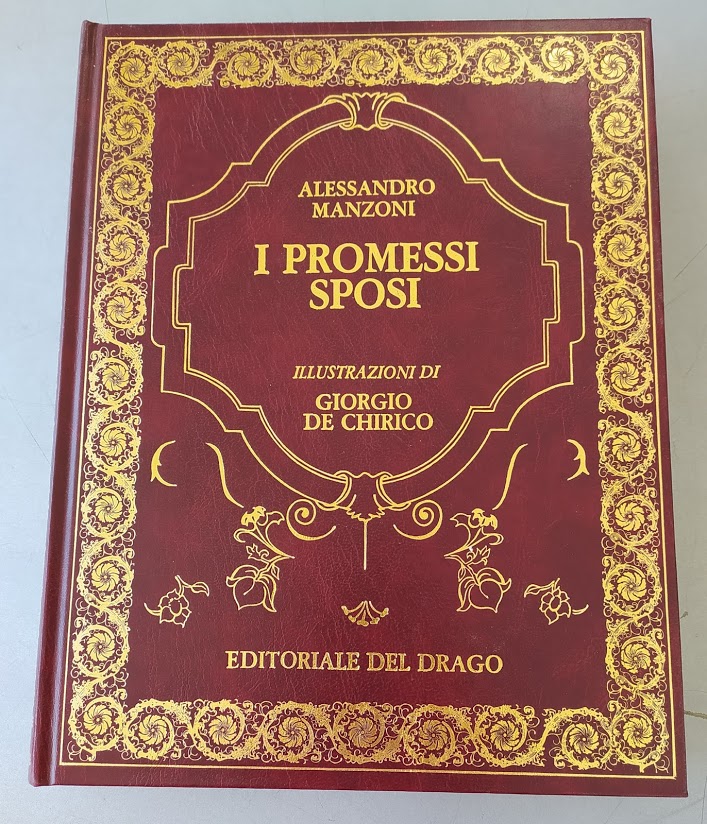 ALESSANDRO
MANZONI
I PROMESSI
SPOSI
ILLUSTRAZIONI DI
GIORGIO
DE CHIRICO
EDITORIALE DEL DRAGO